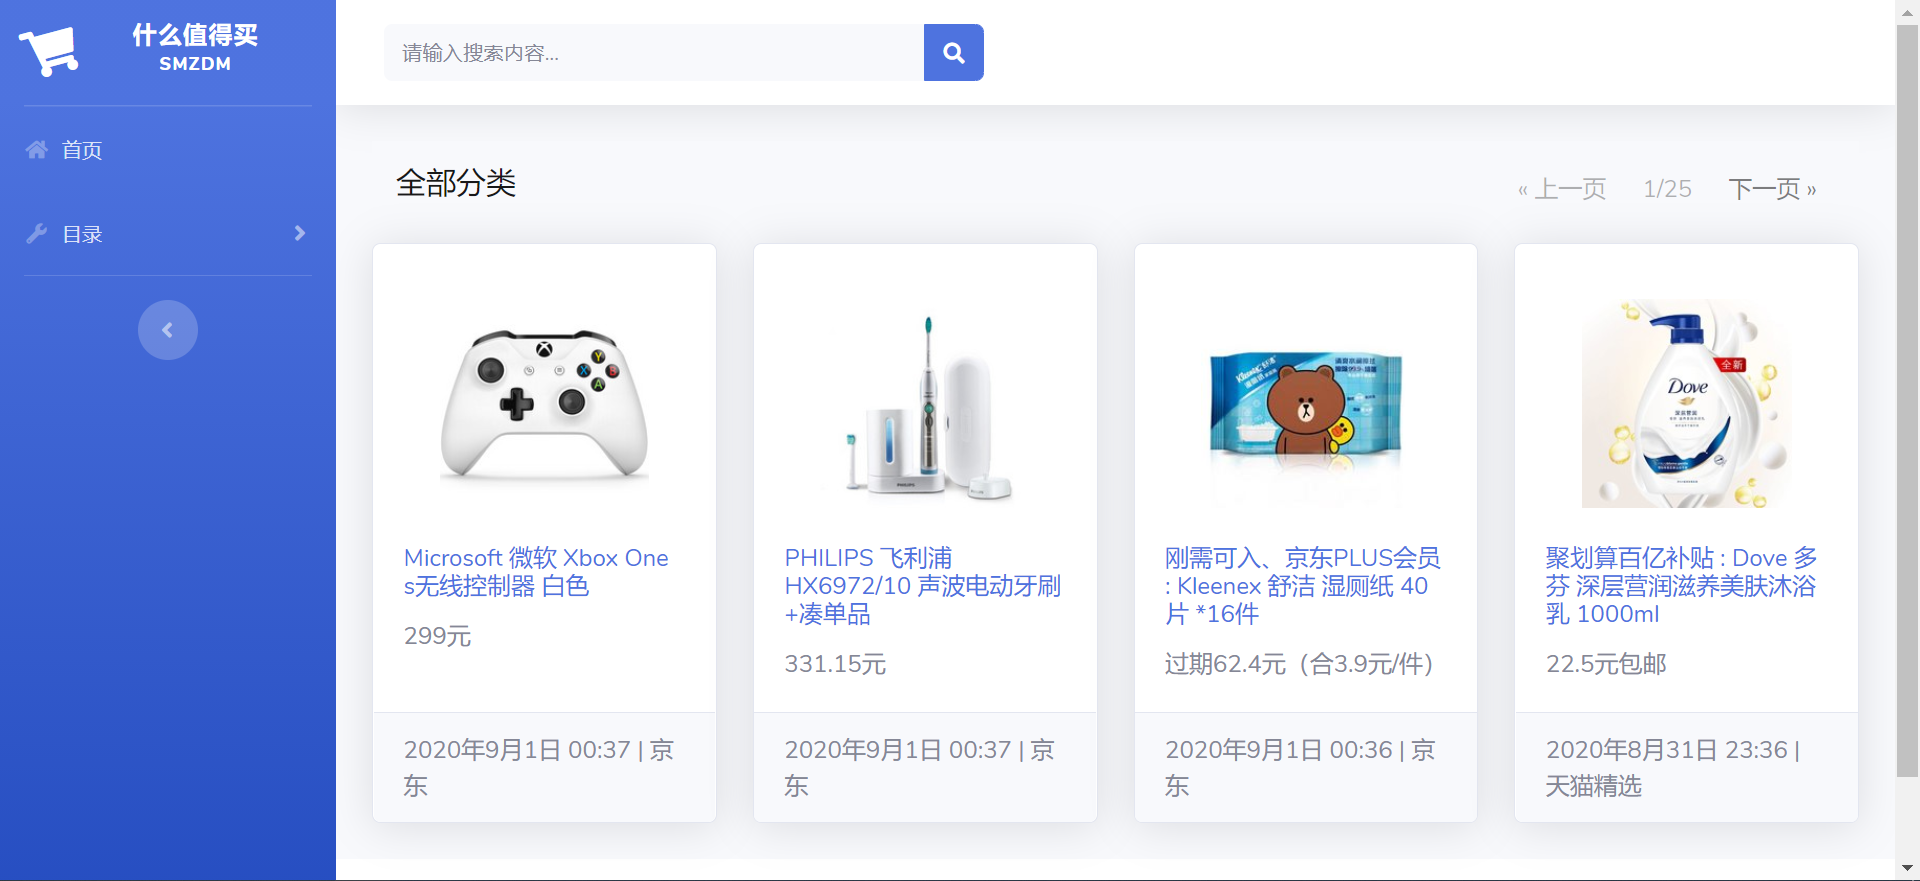 什么值得买
SMZDM
请输入搜索内容...
首页
目录
全部分类
« 上一页
1/25
下一页 »
Kleenex 舒洁
全新
Dove
PHILIPS
Y
X
B
A
Microsoft 微软 Xbox One
s无线控制器 白色
299元
2020年9月1日 00:37 | 京
东
PHILIPS 飞利浦
HX6972/10 声波电动牙刷
+凑单品
331.15元
2020年9月1日 00:37 | 京
东
刚需可入、京东PLUS会员
: Kleenex 舒洁 湿厕纸 40
片 *16件
过期62.4元（合3.9元/件）
2020年9月1日 00:36 | 京
东
聚划算百亿补贴 : Dove 多
芬 深层营润滋养美肤沐浴
乳 1000ml
22.5元包邮
2020年8月31日 23:36 |
天猫精选